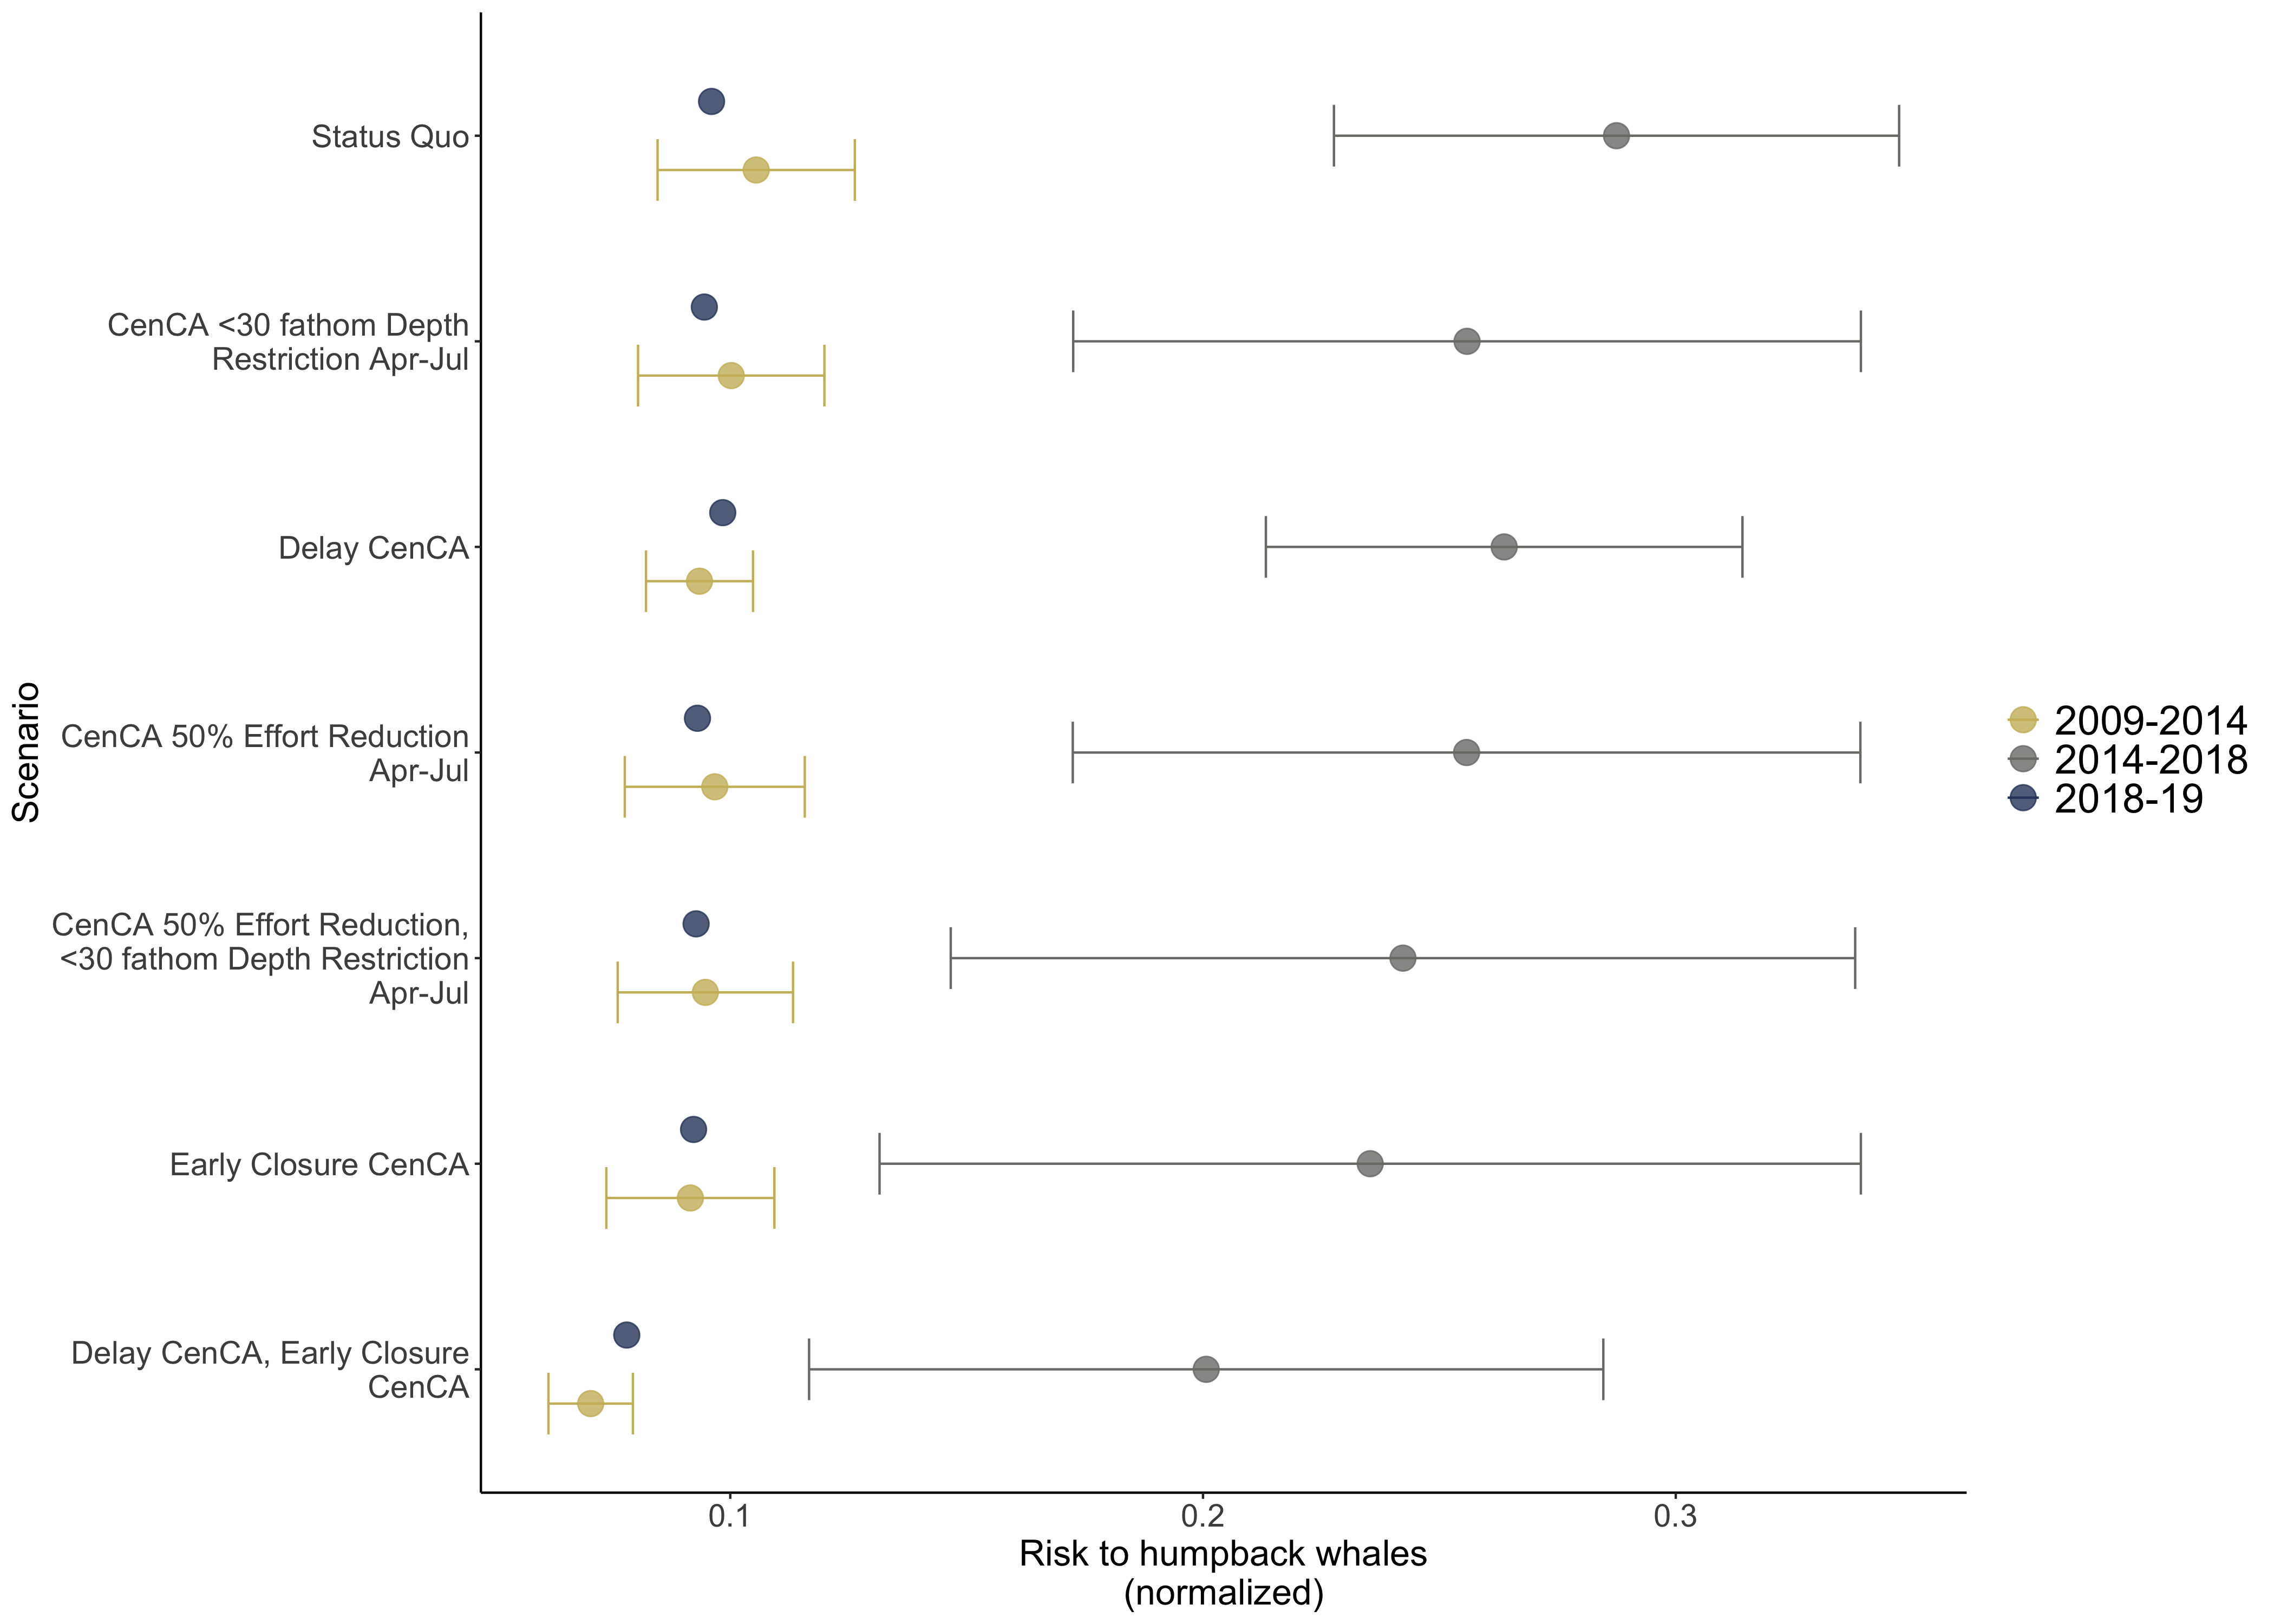 Scenario
Status Quo
CenCA <30 fathom Depth
Restriction Apr-Jul
Delay CenCA
CenCA 50% Effort Reduction
Apr-Jul
CenCA 50% Effort Reduction,
<30 fathom Depth Restriction
Apr-Jul
Early Closure CenCA
Delay CenCA, Early Closure
CenCA
0.1
0.2
0.3
Risk to humpback whales
(normalized)
2009-2014
2014-2018
2018-19